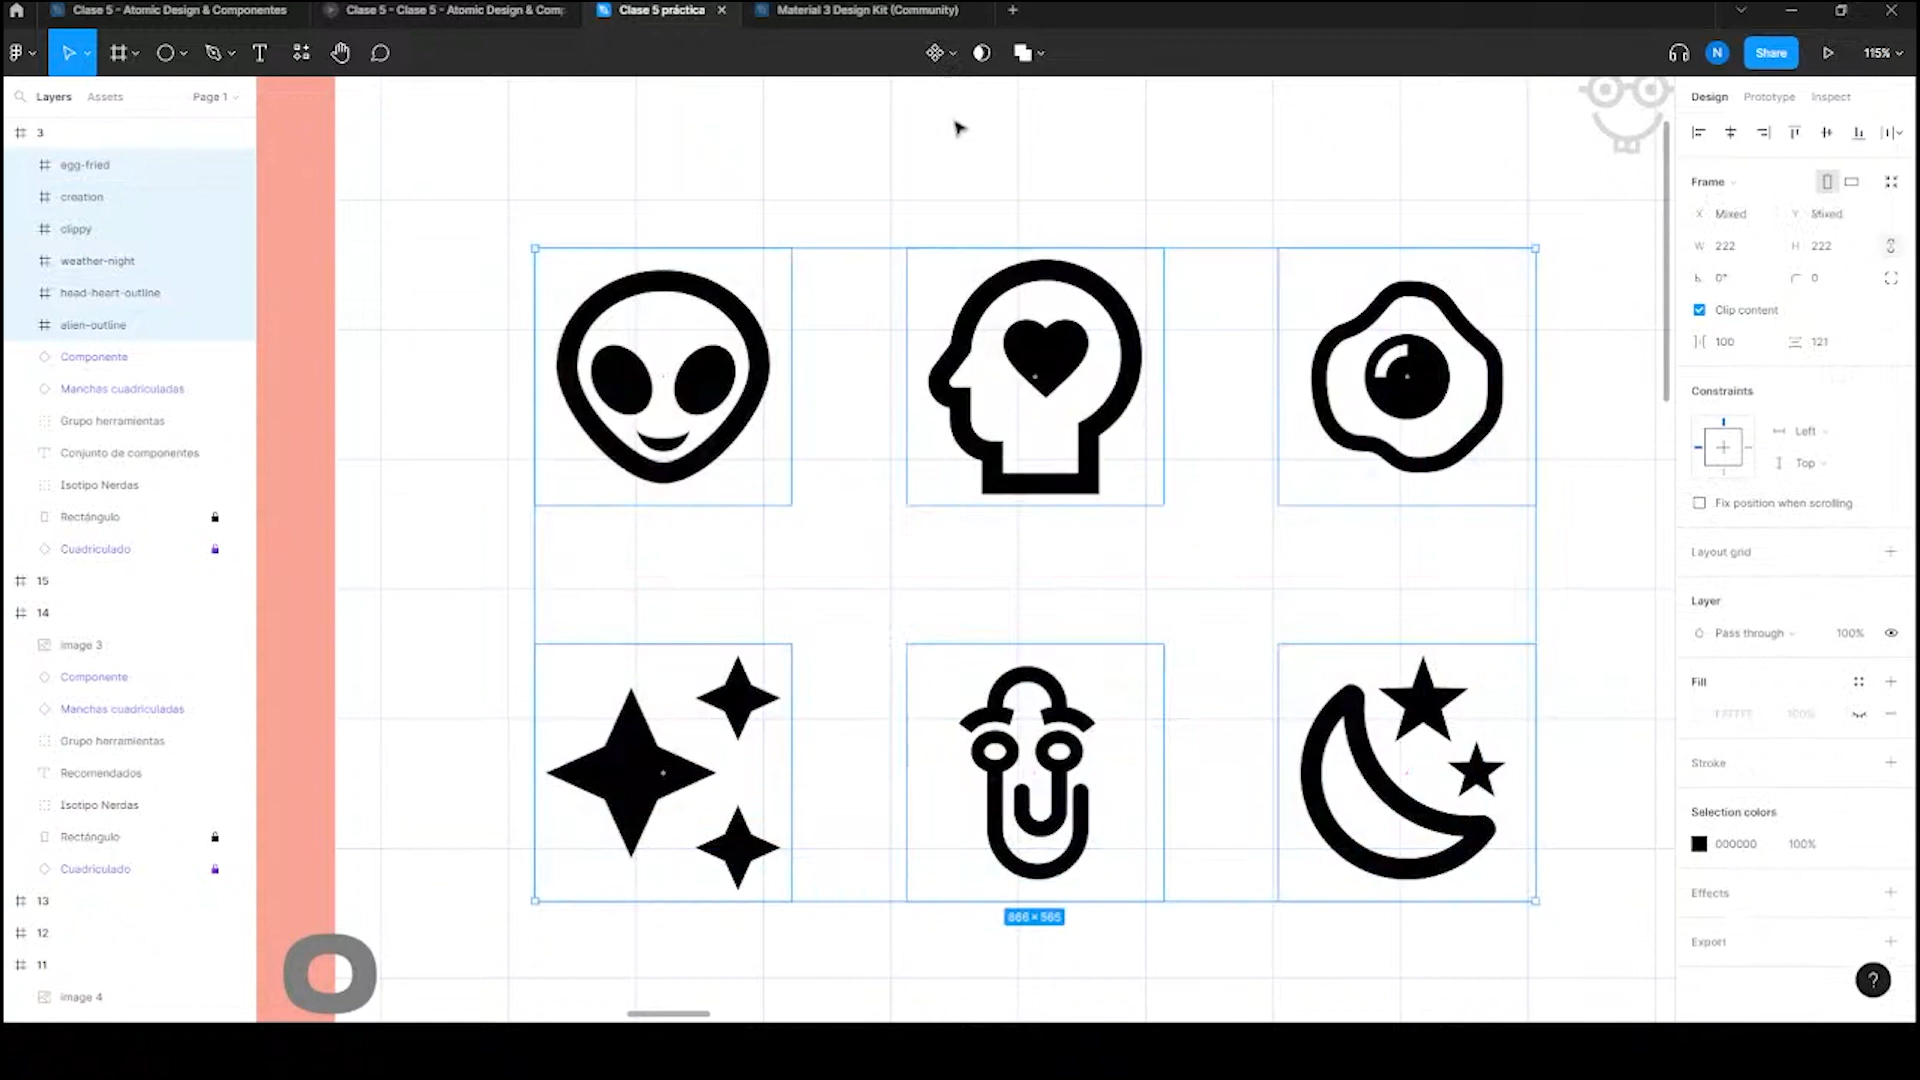 Clase 5 - Atomic Design & Componentes
Clase 5 - Clase 5 - Atomic Design & Com
Clase 5 práctica
Material 3 Design Kit (Community)
N
Share
115%
Layers
Assets
Page 1
3
egg-fried
creation
clippy
weather-night
head-heart-outline
alien-outline
Componente
Manchas cuadriculadas
Grupo herramientas
Conjunto de componentes
Isotipo Nerdas
Rectángulo
Cuadriculado
15
14
image 3
Componente
Manchas cuadriculadas
Grupo herramientas
Recomendados
Isotipo Nerdas
Rectángulo
Cuadriculado
13
12
11
image 4
O
866 × 565
Design
Prototype
Inspect
Frame
X Mixed
Y Mixed
W 222
H 222
0°
0
Clip content
100
121
Constraints
Left
Top
Fix position when scrolling
Layout grid
Layer
Pass through
100%
Fill
FFFFFF
100%
Stroke
Selection colors
000000
100%
Effects
Export
?